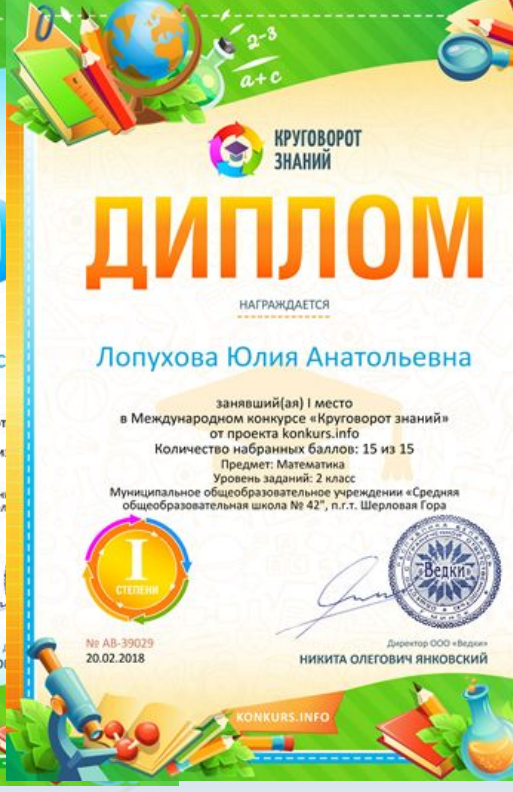 2-3
a+c
КРУГОВОРОТ
ЗНАНИЙ
ДИПЛОМ
НАГРАЖДАЕТСЯ
Лопухова Юлия Анатольевна
занявший(ая) I место
в Международном конкурсе «Круговорот знаний»
от проекта konkurs.info
Количество набранных баллов: 15 из 15
Предмет: Математика
Уровень заданий: 2 класс
Муниципальное общеобразовательное учреждении «Средняя
общеобразовательная школа № 42", п.г.т. Шерловая Гора
I
СТЕПЕНИ
Ведки
№ АВ-39029
20.02.2018
Директор ООО «Ведки»
НИКИТА ОЛЕГОВИЧ ЯНКОВСКИЙ
KONKURS.INFO